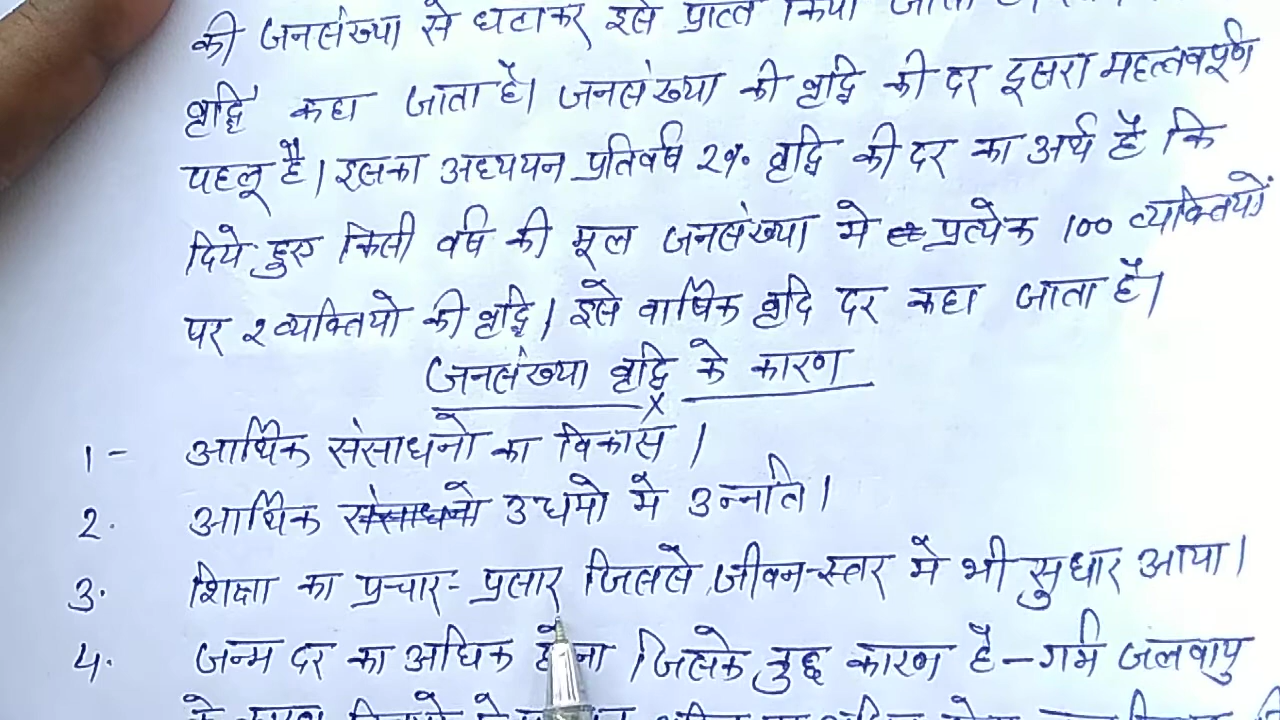 की जनसंख्या से घटाकर इसे प्राप्त किया जाता
वृद्धि कहा जाता है। जनसंख्या की वृद्धि की दर दूसरा महत्त्वपूर्ण
पहलू है। इसका अध्ययन प्रतिवर्ष 2% वृद्धि की दर का अर्थ है कि
दिये हुए किसी वर्ष की मूल जनसंख्या मे प्रत्येक 100 व्यक्तियों
पर 2 व्यक्तियो की वृद्धि। इसे वार्षिक वृदि दर कहा जाता है।
जनसंख्या वृद्धि के कारण
x
1- आर्थिक संसाधनो का विकास।
2. आर्थिक संसाधनो उधमो मे उन्नति।
3. शिक्षा का प्रचार-प्रसार जिससे जीवन-स्तर मे भी सुधार आया।
4. जन्म दर का अधिक होना जिसके कुछ कारण है - गर्म जलवायु